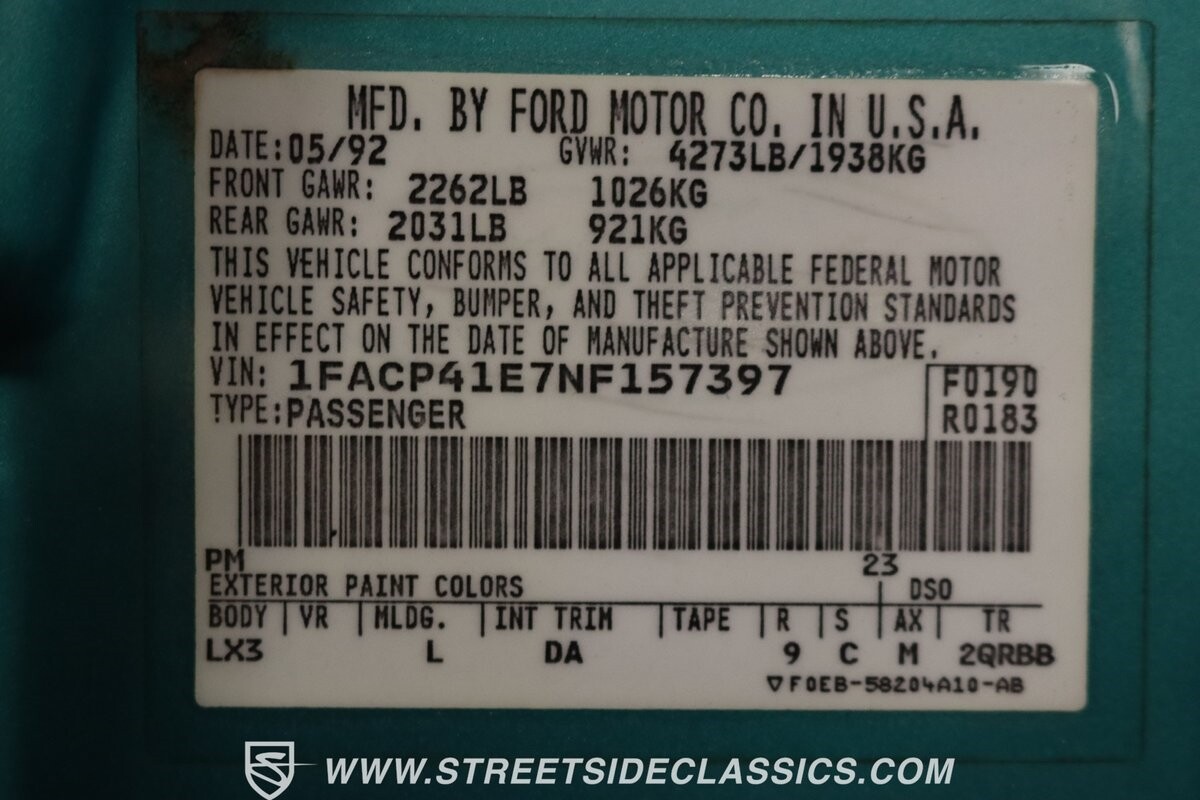 MFD. BY FORD MOTOR CO. IN U.S.A.
DATE:05/92 GVWR: 4273LB/1938KG
FRONT GAWR: 2262LB 1026KG
REAR GAWR: 2031LB 921KG
THIS VEHICLE CONFORMS TO ALL APPLICABLE FEDERAL MOTOR
VEHICLE SAFETY, BUMPER, AND THEFT PREVENTION STANDARDS
IN EFFECT ON THE DATE OF MANUFACTURE SHOWN ABOVE.
VIN: 1FACP41E7NF157397 F0190
TYPE:PASSENGER R0183
PM 23
EXTERIOR PAINT COLORS DSO
BODY | VR | MLDG. | INT TRIM | TAPE | R | S | AX | TR
LX3 L DA 9 C M 2QRBB
▽F0EB-58204A10-AB
WWW.STREETSIDECLASSICS.COM